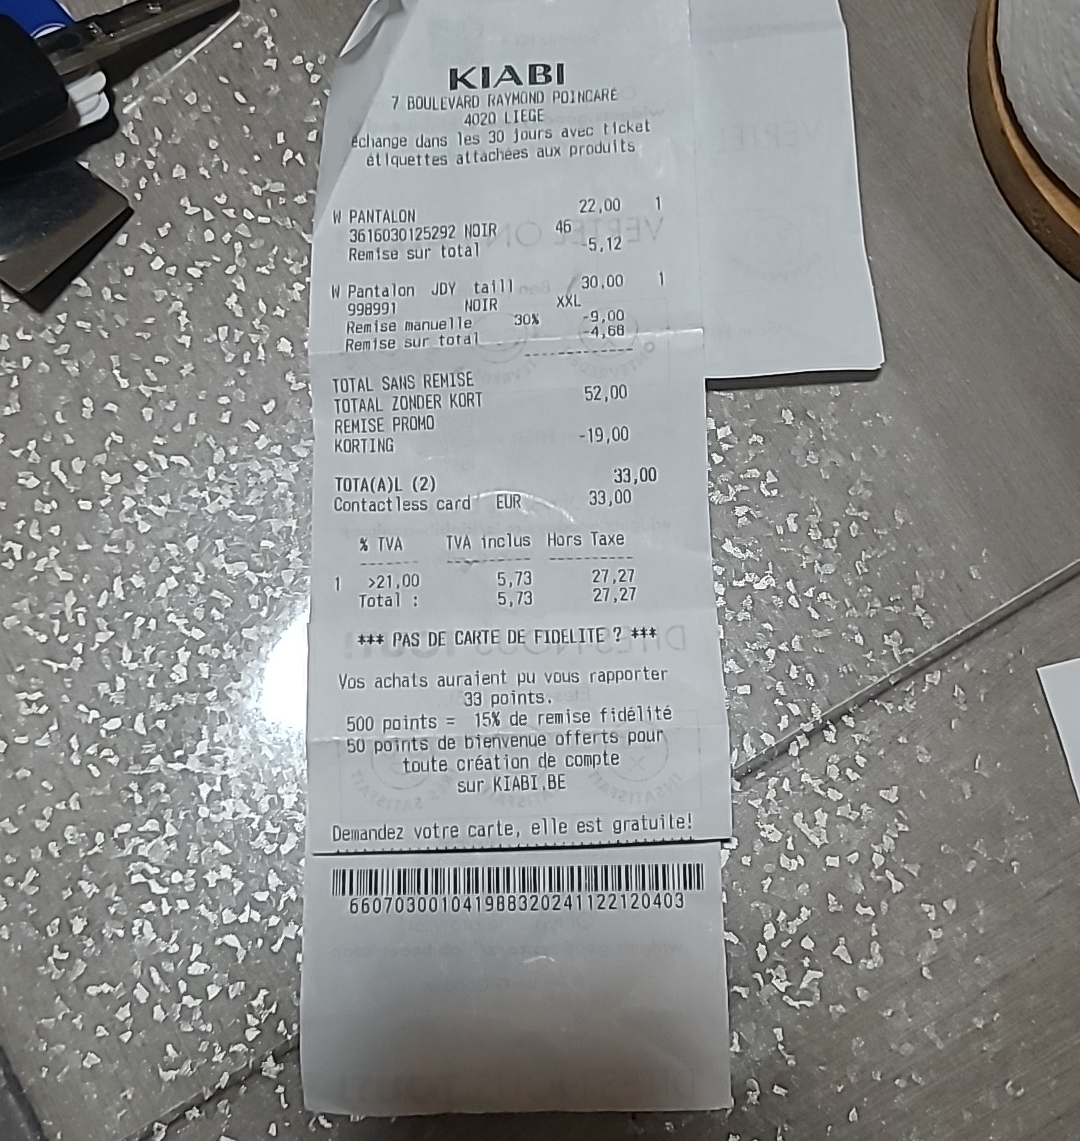 KIABI
7 BOULEVARD RAYMOND POINCARE
4020 LIEGE
échange dans les 30 jours avec ticket
étiquettes attachées aux produits
W PANTALON 22,00 1
3616030125292 NOIR 46
Remise sur total -5,12
W Pantalon JDY taill 30,00 1
998991 NOIR XXL
Remise manuelle 30% -9,00
Remise sur total -4,68
TOTAL SANS REMISE
TOTAAL ZONDER KORT 52,00
REMISE PROMO
KORTING -19,00
TOTA(A)L (2) 33,00
Contactless card EUR 33,00
% TVA TVA inclus Hors Taxe
1 >21,00 5,73 27,27
Total : 5,73 27,27
*** PAS DE CARTE DE FIDELITE ? ***
Vos achats auraient pu vous rapporter
33 points.
500 points = 15% de remise fidélité
50 points de bienvenue offerts pour
toute création de compte
sur KIABI.BE
Demandez votre carte, elle est gratuite!
66070300104198832024112212​0403